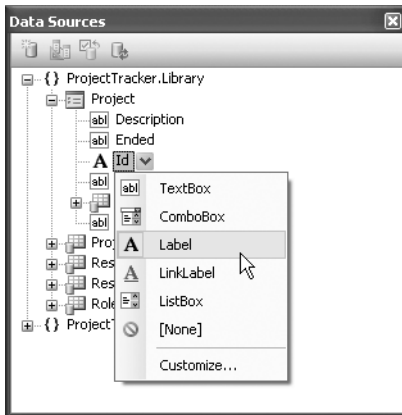 Data Sources
{} ProjectTracker.Library
Project
abl Description
abl Ended
A Id
abl
abl TextBox
ComboBox
abl
A Label
Pro
A LinkLabel
Res
ListBox
Res
[None]
Role
{} Project
Customize...